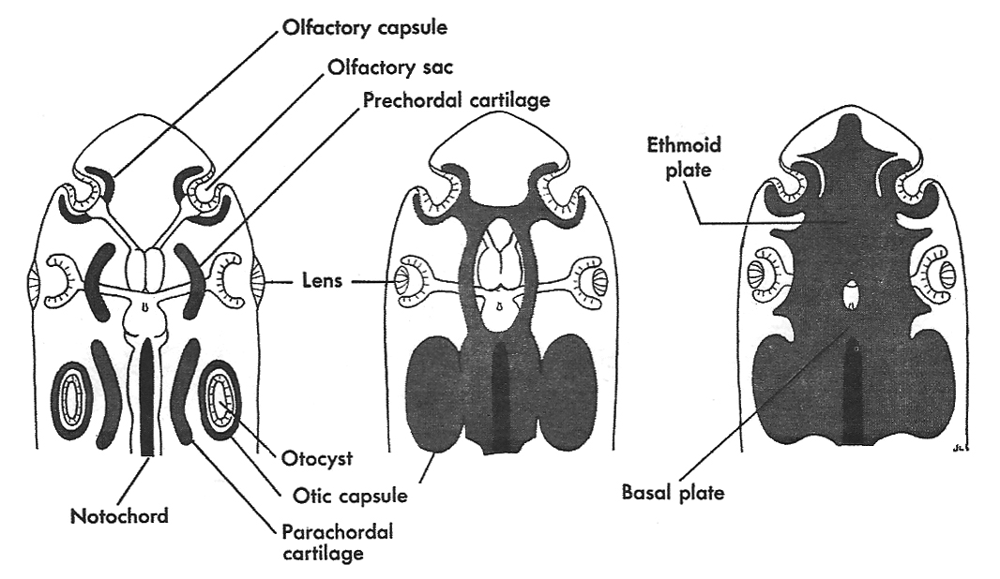 Olfactory capsule
Olfactory sac
Prechordal cartilage
Ethmoid
plate
Lens
Otocyst
Otic capsule
Basal plate
Notochord
Parachordal
cartilage